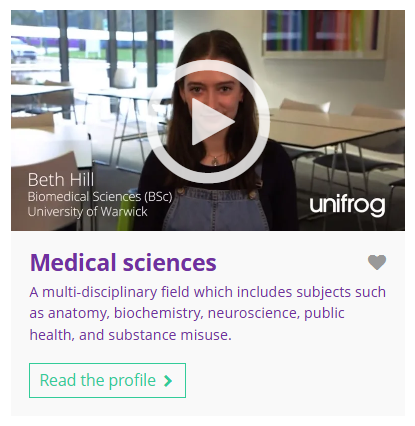 Beth Hill
Biomedical Sciences (BSc)
University of Warwick
unifrog
Medical sciences
A multi-disciplinary field which includes subjects such
as anatomy, biochemistry, neuroscience, public
health, and substance misuse.
Read the profile